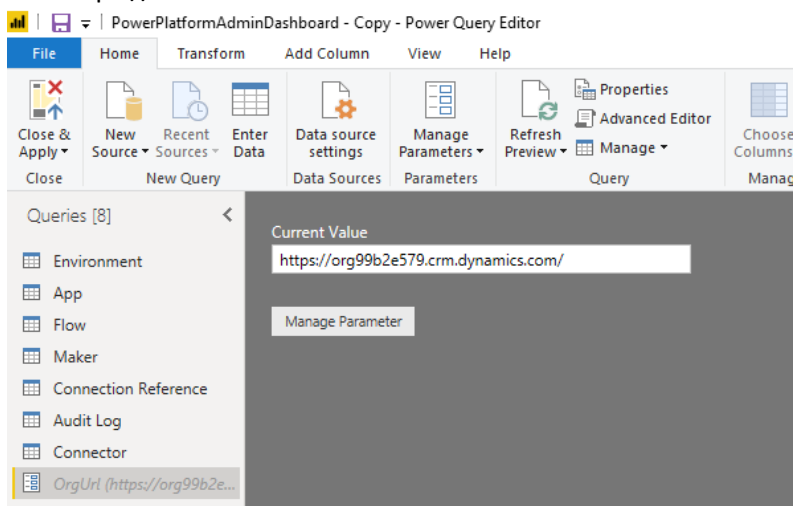 PowerPlatformAdminDashboard - Copy - Power Query Editor
File Home Transform Add Column View Help
Close & Apply
New Source
Recent Sources
Enter Data
Data source settings
Manage Parameters
Refresh Preview
Properties
Advanced Editor
Manage
Choose Columns
Close
New Query
Data Sources
Parameters
Query
Manag
Queries [8]
Environment
App
Flow
Maker
Connection Reference
Audit Log
Connector
OrgUrl (https://org99b2e...
Current Value
https://org99b2e579.crm.dynamics.com/
Manage Parameter